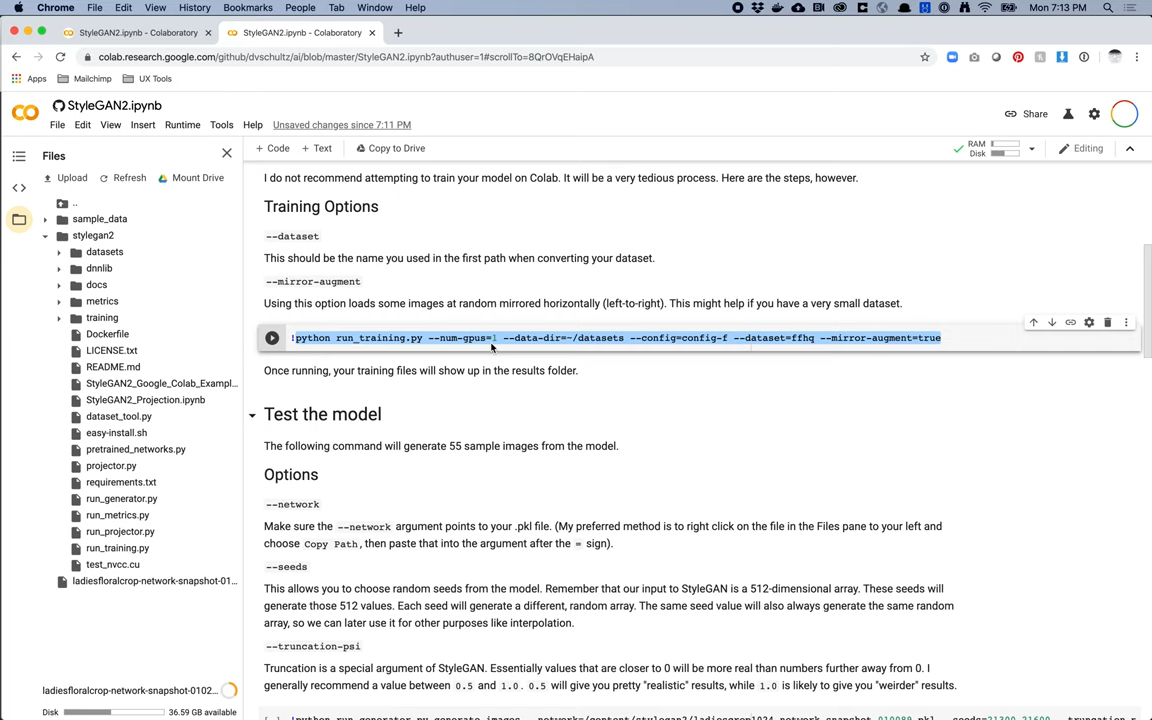 Chrome File Edit View History Bookmarks People Tab Window Help Mon 7:13 PM
StyleGAN2.ipynb - Colaboratory StyleGAN2.ipynb - Colaboratory
colab.research.google.com/github/dvschultz/ai/blob/master/StyleGAN2.ipynb?authuser=1#scrollTo=8QrOVqEHaipA
Apps Mailchimp UX Tools
StyleGAN2.ipynb
File Edit View Insert Runtime Tools Help Unsaved changes since 7:11 PM
Share
+ Code + Text Copy to Drive
RAM
Disk
Editing
Files
Upload Refresh Mount Drive
..
sample_data
stylegan2
datasets
dnnlib
docs
metrics
training
Dockerfile
LICENSE.txt
README.md
StyleGAN2_Google_Colab_Exampl...
StyleGAN2_Projection.ipynb
dataset_tool.py
easy-install.sh
pretrained_networks.py
projector.py
requirements.txt
run_generator.py
run_metrics.py
run_projector.py
run_training.py
test_nvcc.cu
ladiesfloralcrop-network-snapshot-01...
ladiesfloralcrop-network-snapshot-0102...
Disk 36.59 GB available
I do not recommend attempting to train your model on Colab. It will be a very tedious process. Here are the steps, however.
Training Options
--dataset
This should be the name you used in the first path when converting your dataset.
--mirror-augment
Using this option loads some images at random mirrored horizontally (left-to-right). This might help if you have a very small dataset.
!python run_training.py --num-gpus=1 --data-dir=~/datasets --config=config-f --dataset=ffhq --mirror-augment=true
Once running, your training files will show up in the results folder.
Test the model
The following command will generate 55 sample images from the model.
Options
--network
Make sure the --network argument points to your .pkl file. (My preferred method is to right click on the file in the Files pane to your left and
choose Copy Path, then paste that into the argument after the = sign).
--seeds
This allows you to choose random seeds from the model. Remember that our input to StyleGAN is a 512-dimensional array. These seeds will
generate those 512 values. Each seed will generate a different, random array. The same seed value will also always generate the same random
array, so we can later use it for other purposes like interpolation.
--truncation-psi
Truncation is a special argument of StyleGAN. Essentially values that are closer to 0 will be more real than numbers further away from 0. I
generally recommend a value between 0.5 and 1.0. 0.5 will give you pretty "realistic" results, while 1.0 is likely to give you "weirder" results.